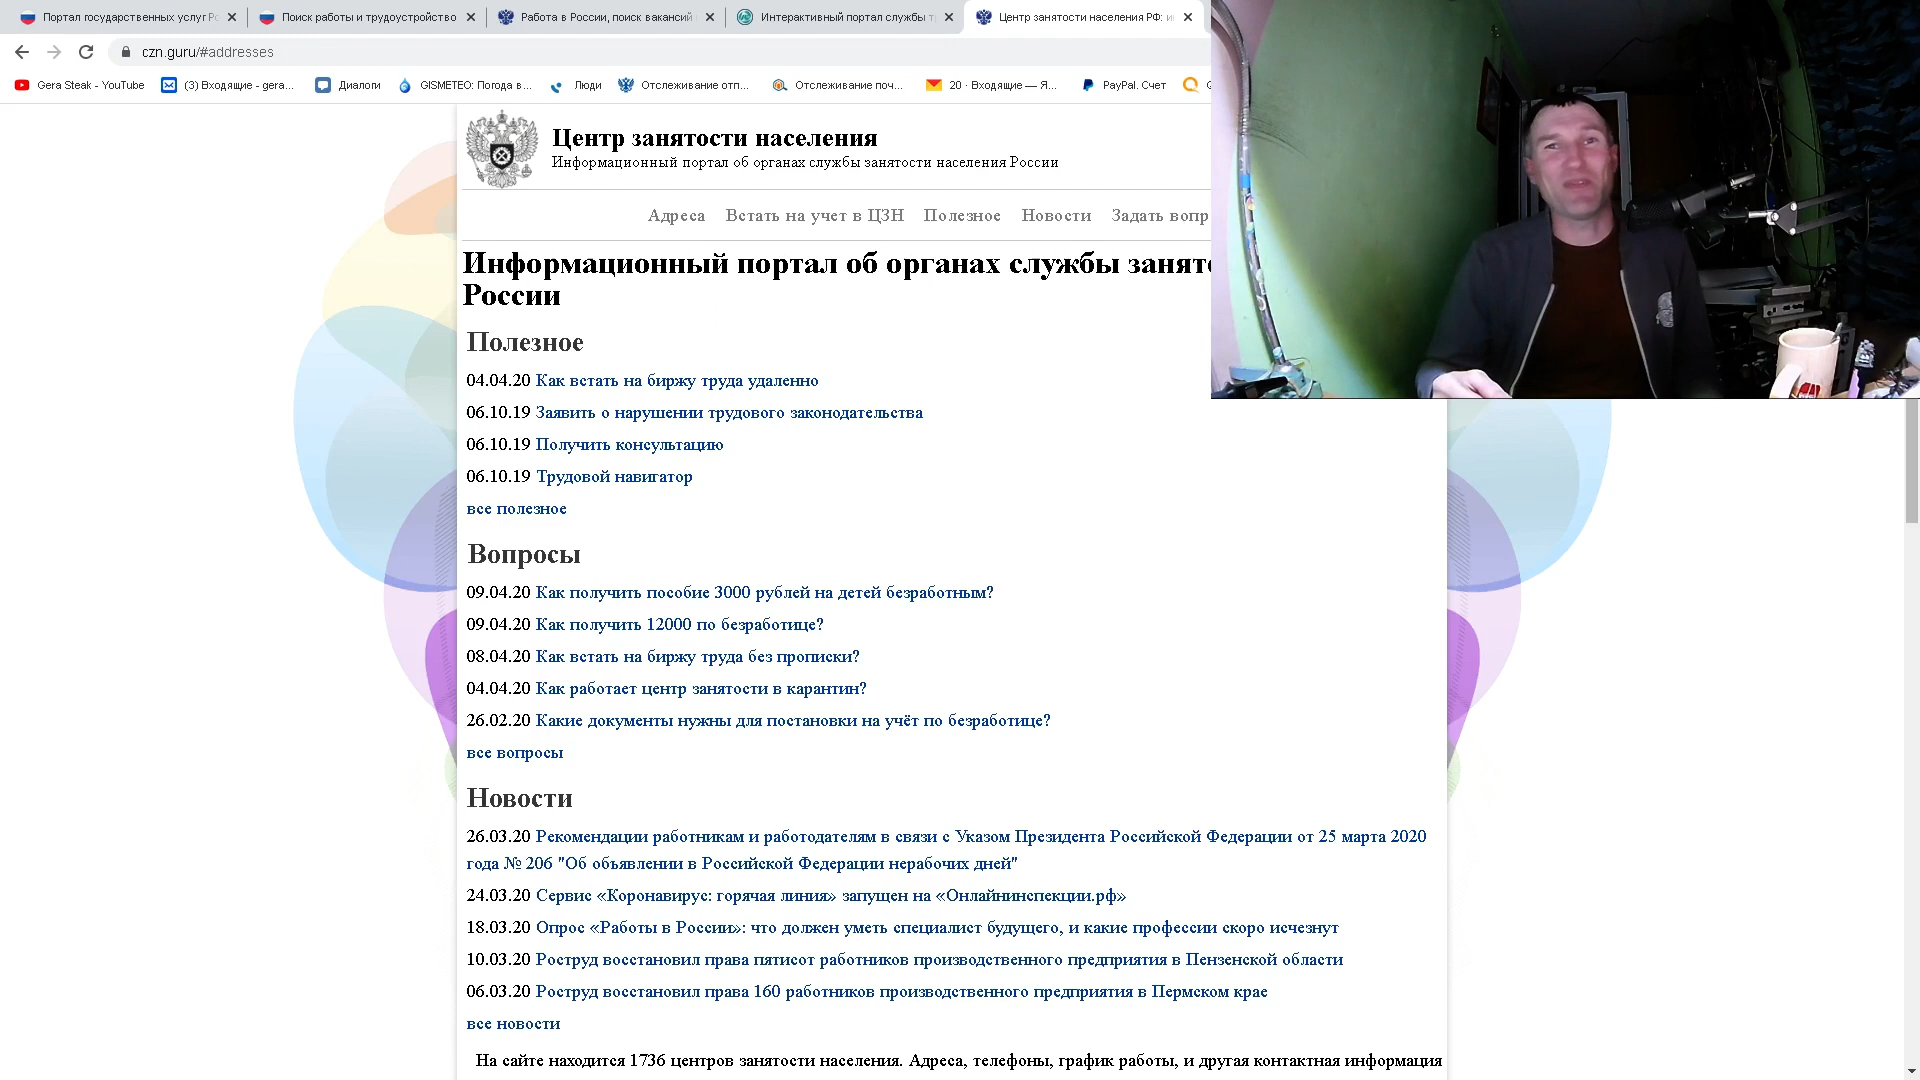 Портал государственных услуг Р
Поиск работы и трудоустройство
Работа в России, поиск вакансий
Интерактивный портал службы т
Центр занятости населения РФ: и
czn.guru/#addresses
Gera Steak - YouTube
(3) Входящие - gera...
Диалоги
GISMETEO: Погода в...
Люди
Отслеживание отп...
Отслеживание поч...
20 · Входящие — Я...
PayPal. Счет
Центр занятости населения
Информационный портал об органах службы занятости населения России
Адреса Встать на учет в ЦЗН Полезное Новости Задать вопр
Информационный портал об органах службы занято
России
Полезное
04.04.20 Как встать на биржу труда удаленно
06.10.19 Заявить о нарушении трудового законодательства
06.10.19 Получить консультацию
06.10.19 Трудовой навигатор
все полезное
Вопросы
09.04.20 Как получить пособие 3000 рублей на детей безработным?
09.04.20 Как получить 12000 по безработице?
08.04.20 Как встать на биржу труда без прописки?
04.04.20 Как работает центр занятости в карантин?
26.02.20 Какие документы нужны для постановки на учёт по безработице?
все вопросы
Новости
26.03.20 Рекомендации работникам и работодателям в связи с Указом Президента Российской Федерации от 25 марта 2020
года № 206 "Об объявлении в Российской Федерации нерабочих дней"
24.03.20 Сервис «Коронавирус: горячая линия» запущен на «Онлайнинспекции.рф»
18.03.20 Опрос «Работы в России»: что должен уметь специалист будущего, и какие профессии скоро исчезнут
10.03.20 Роструд восстановил права пятисот работников производственного предприятия в Пензенской области
06.03.20 Роструд восстановил права 160 работников производственного предприятия в Пермском крае
все новости
На сайте находится 1736 центров занятости населения. Адреса, телефоны, график работы, и другая контактная информация